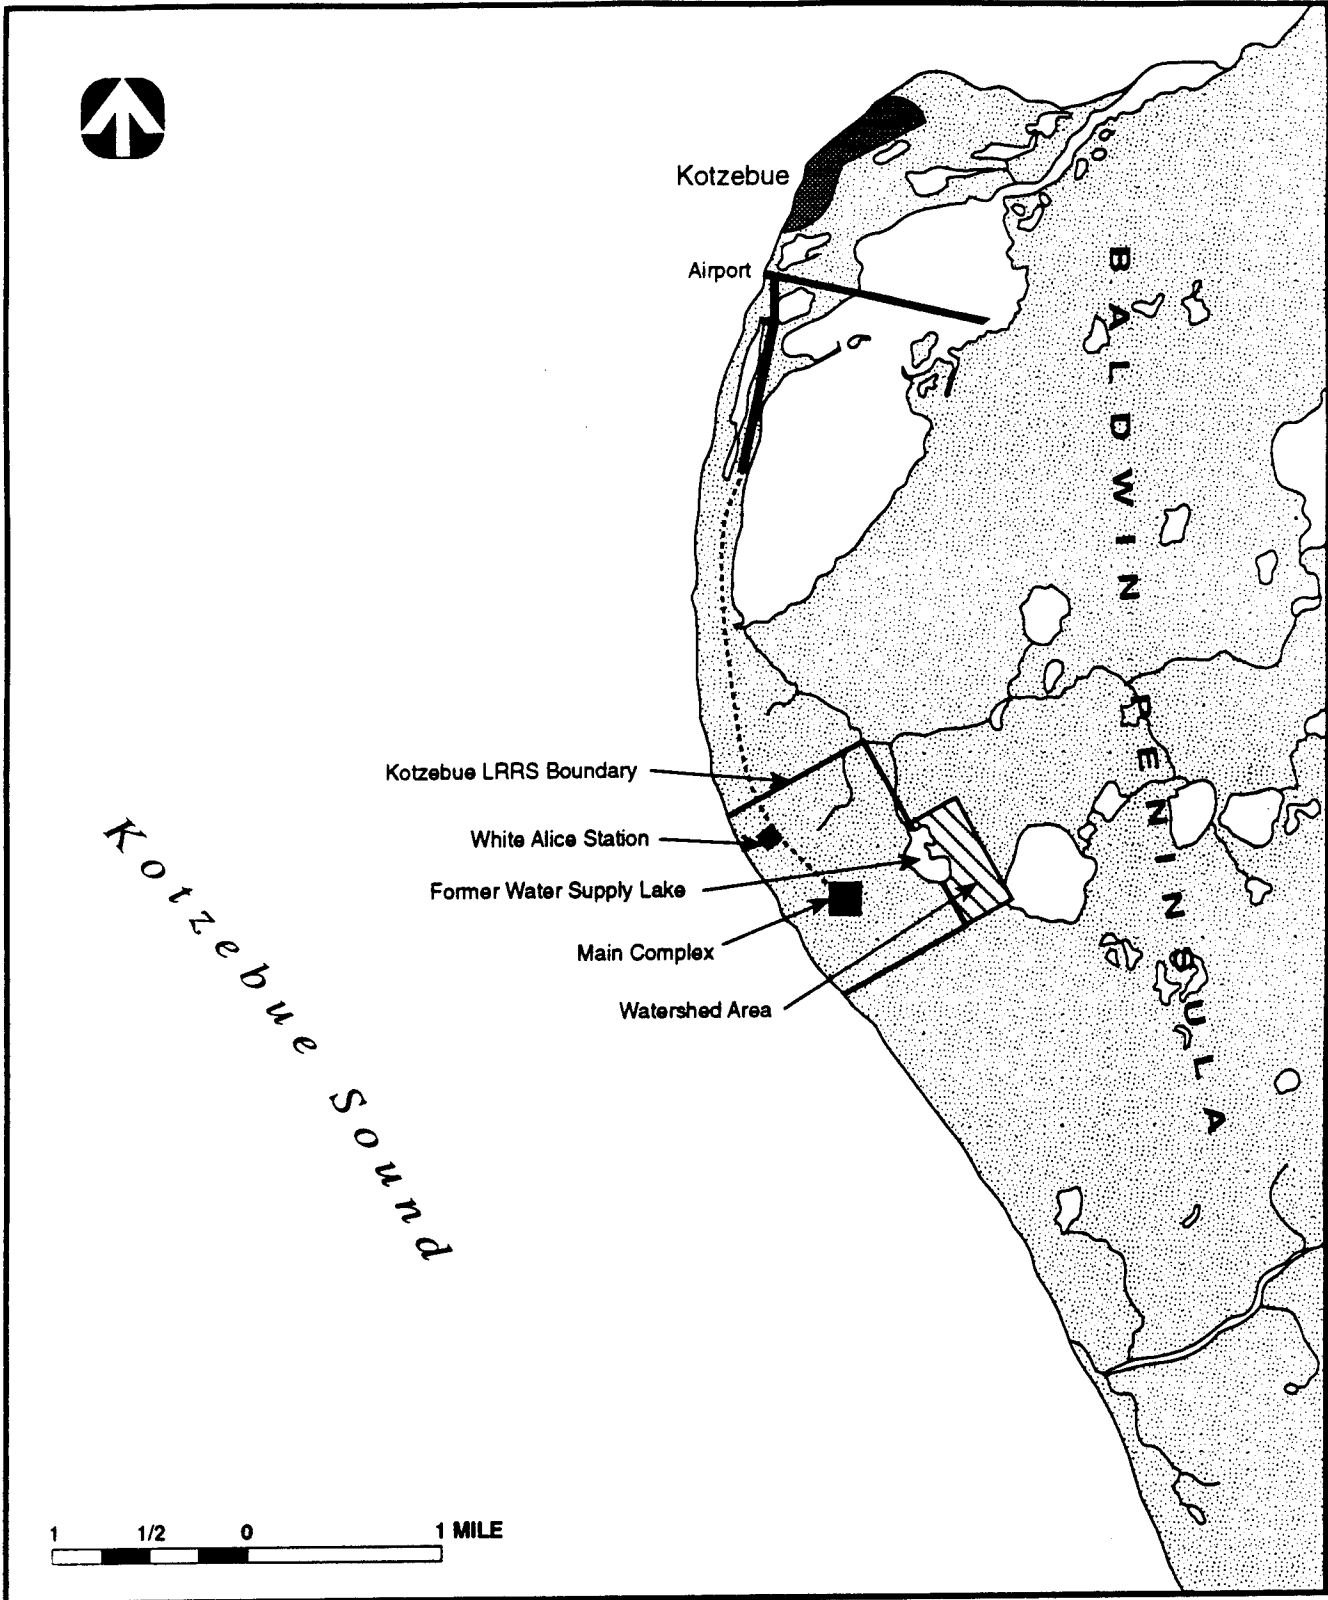 Kotzebue
Airport
BALDWIN PENINSULA
Kotzebue LRRS Boundary
White Alice Station
Former Water Supply Lake
Main Complex
Watershed Area
Kotzebue Sound
1 1/2 0 1 MILE